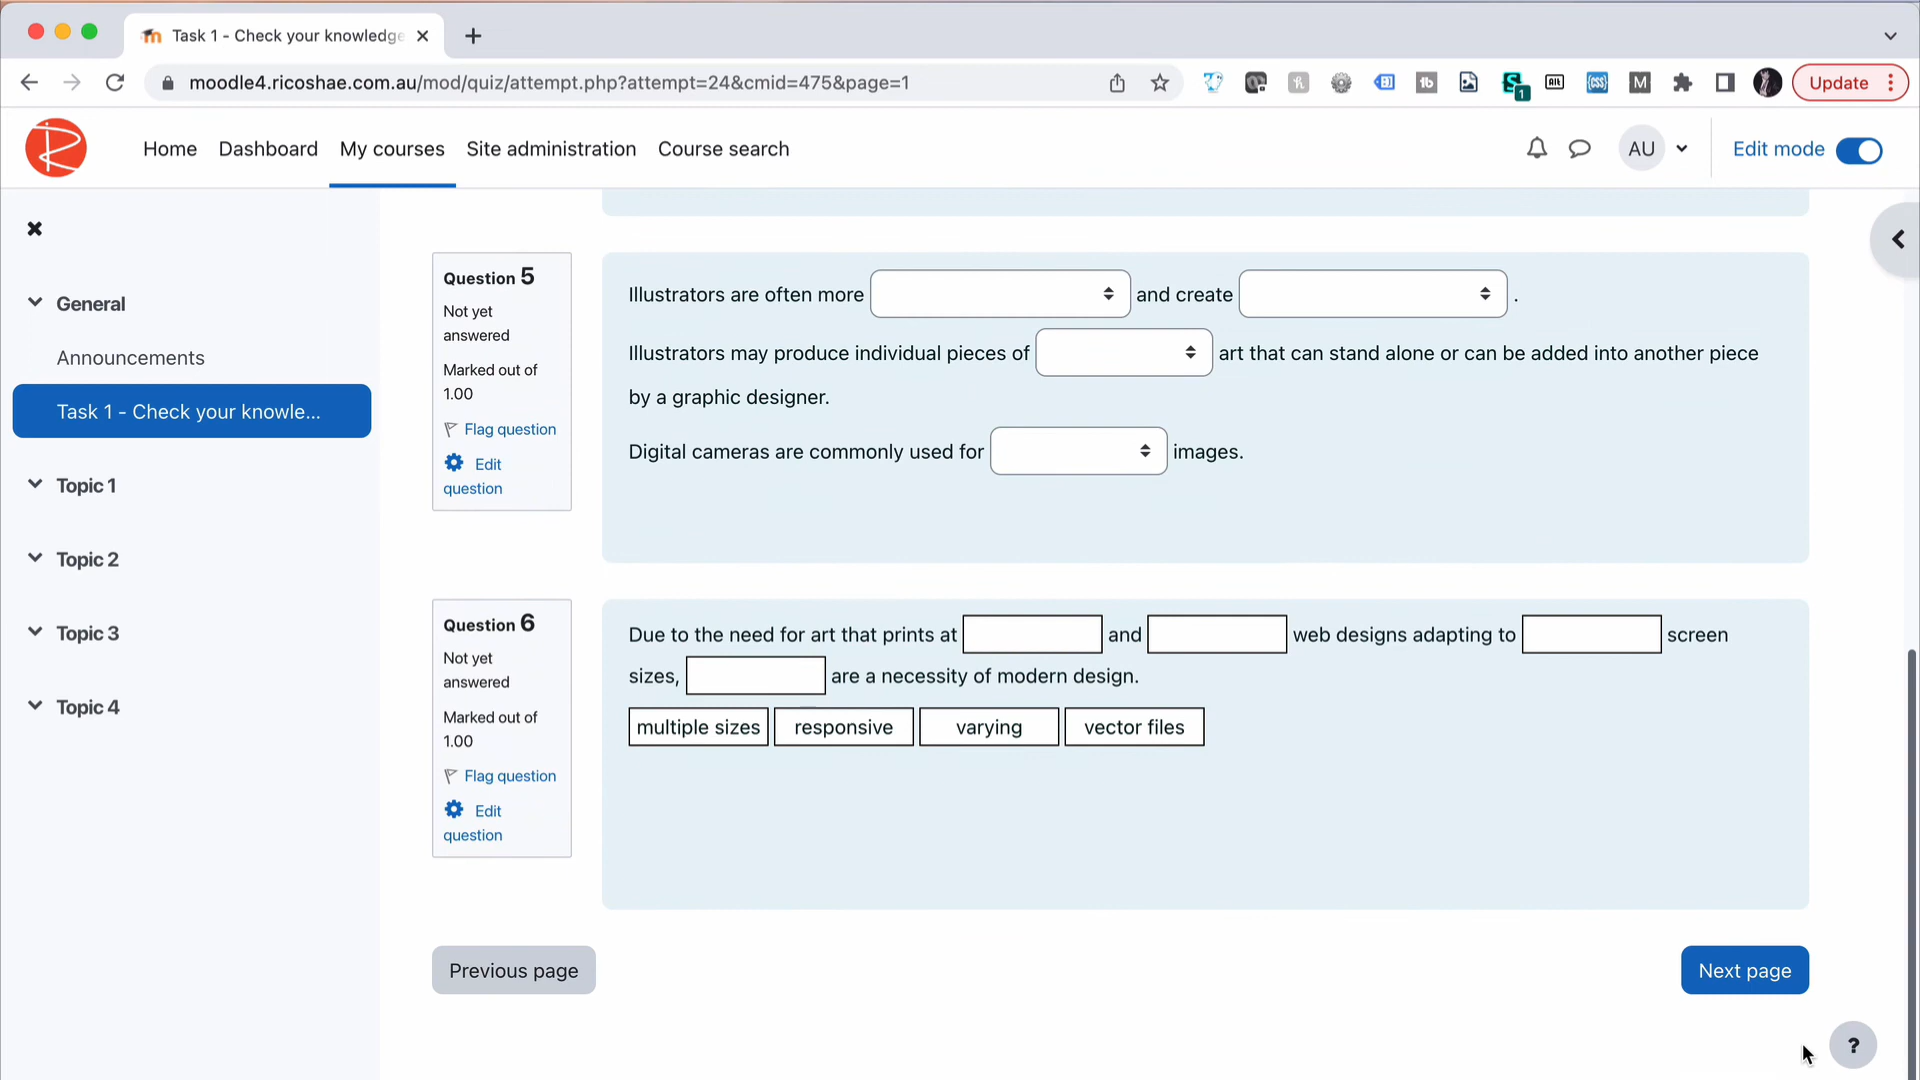 Task 1 - Check your knowledge
moodle4.ricoshae.com.au/mod/quiz/attempt.php?attempt=24&cmid=475&page=1
Update
Home Dashboard My courses Site administration Course search
AU
Edit mode
General
Announcements
Task 1 - Check your knowle...
Topic 1
Topic 2
Topic 3
Topic 4
Question 5
Not yet
answered
Marked out of
1.00
Flag question
Edit
question
Illustrators are often more and create .
Illustrators may produce individual pieces of art that can stand alone or can be added into another piece
by a graphic designer.
Digital cameras are commonly used for images.
Question 6
Not yet
answered
Marked out of
1.00
Flag question
Edit
question
Due to the need for art that prints at and web designs adapting to screen
sizes, are a necessity of modern design.
multiple sizes responsive varying vector files
Previous page
Next page
?